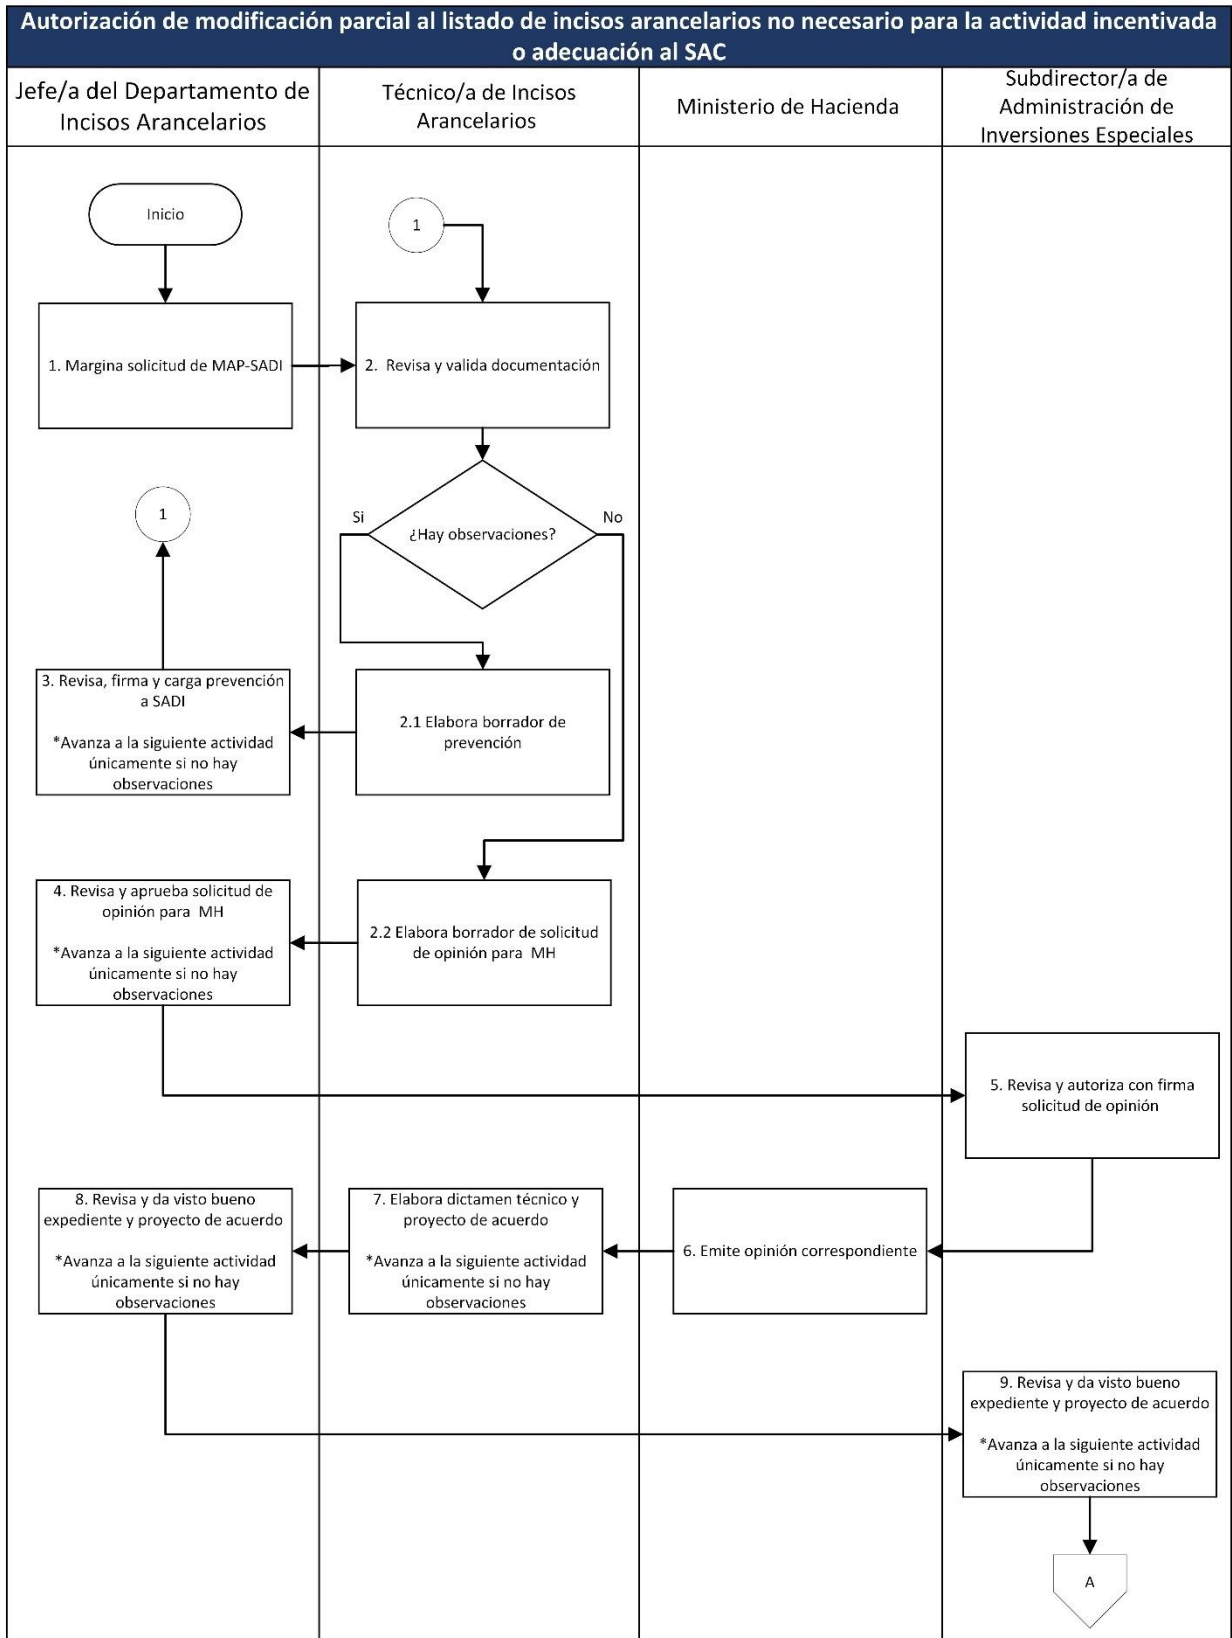 Autorización de modificación parcial al listado de incisos arancelarios no necesario para la actividad incentivada
o adecuación al SAC
Jefe/a del Departamento de
Incisos Arancelarios
Técnico/a de Incisos
Arancelarios
Ministerio de Hacienda
Subdirector/a de
Administración de
Inversiones Especiales
Inicio
1
1. Margina solicitud de MAP-SADI
2. Revisa y valida documentación
1
Si
¿Hay observaciones?
No
3. Revisa, firma y carga prevención
a SADI
*Avanza a la siguiente actividad
únicamente si no hay
observaciones
2.1 Elabora borrador de
prevención
4. Revisa y aprueba solicitud de
opinión para MH
*Avanza a la siguiente actividad
únicamente si no hay
observaciones
2.2 Elabora borrador de solicitud
de opinión para MH
5. Revisa y autoriza con firma
solicitud de opinión
8. Revisa y da visto bueno
expediente y proyecto de acuerdo
*Avanza a la siguiente actividad
únicamente si no hay
observaciones
7. Elabora dictamen técnico y
proyecto de acuerdo
*Avanza a la siguiente actividad
únicamente si no hay
observaciones
6. Emite opinión correspondiente
9. Revisa y da visto bueno
expediente y proyecto de acuerdo
*Avanza a la siguiente actividad
únicamente si no hay
observaciones
A